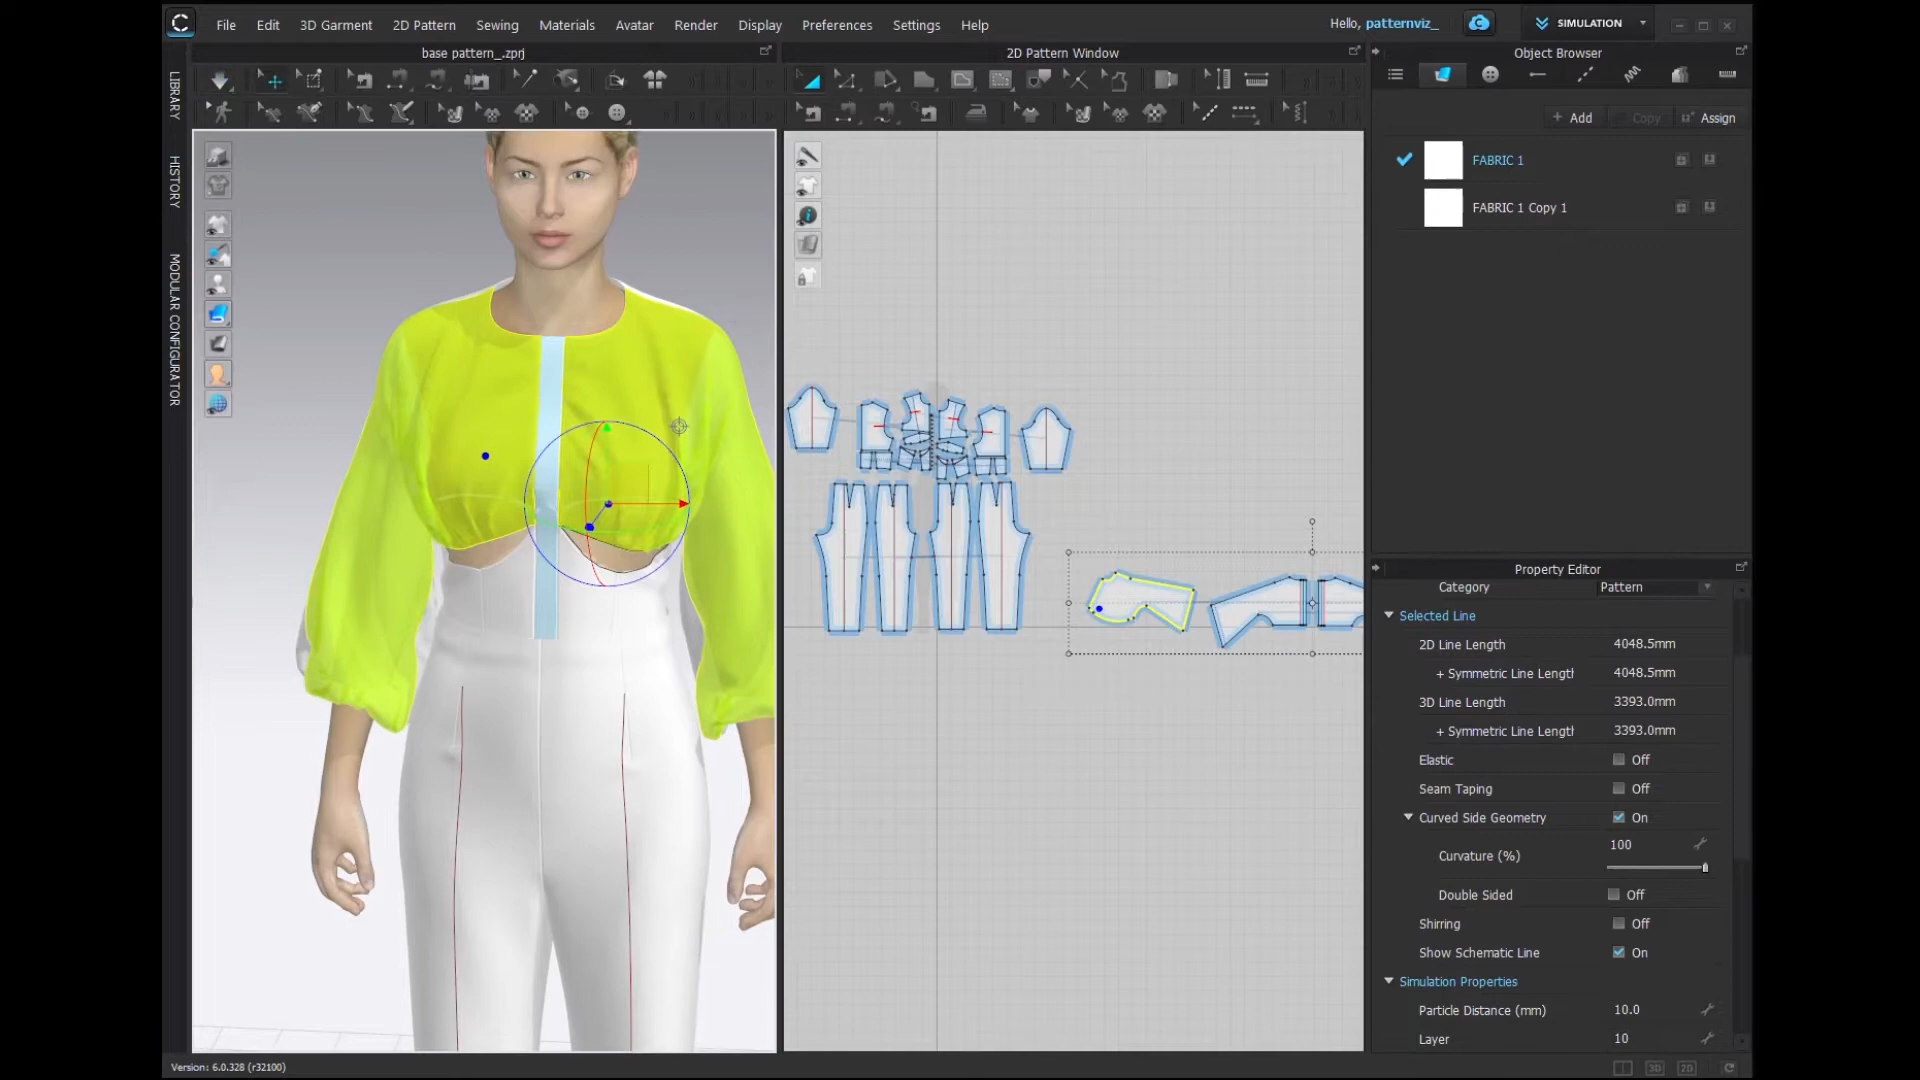 File Edit 3D Garment 2D Pattern Sewing Materials Avatar Render Display Preferences Settings Help
Hello, patternviz_
SIMULATION
base pattern_.zprj
2D Pattern Window
Object Browser
LIBRARY
HISTORY
MODULAR CONFIGURATOR
+ Add
Copy
Assign
FABRIC 1
FABRIC 1 Copy 1
Property Editor
Category Pattern
Selected Line
2D Line Length 4048.5mm
+ Symmetric Line Length 4048.5mm
3D Line Length 3393.0mm
+ Symmetric Line Length 3393.0mm
Elastic Off
Seam Taping Off
Curved Side Geometry On
Curvature (%) 100
Double Sided Off
Shirring Off
Show Schematic Line On
Simulation Properties
Particle Distance (mm) 10.0
Layer 10
Version: 6.0.328 (r32100)
3D 2D